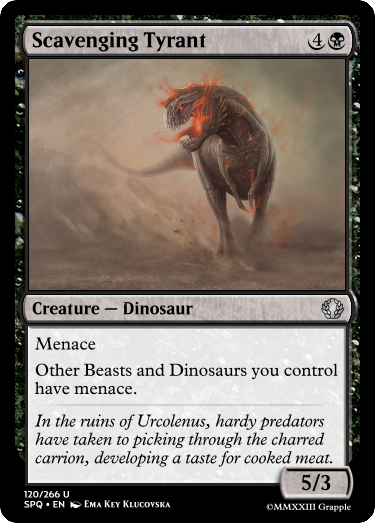 Scavenging Tyrant 4
Creature — Dinosaur
Menace
Other Beasts and Dinosaurs you control
have menace.
In the ruins of Urcolenus, hardy predators
have taken to picking through the charred
carrion, developing a taste for cooked meat.
5/3
120/266 U
SPQ • EN Ema Key Klucovska
©MMXXIII Grapple